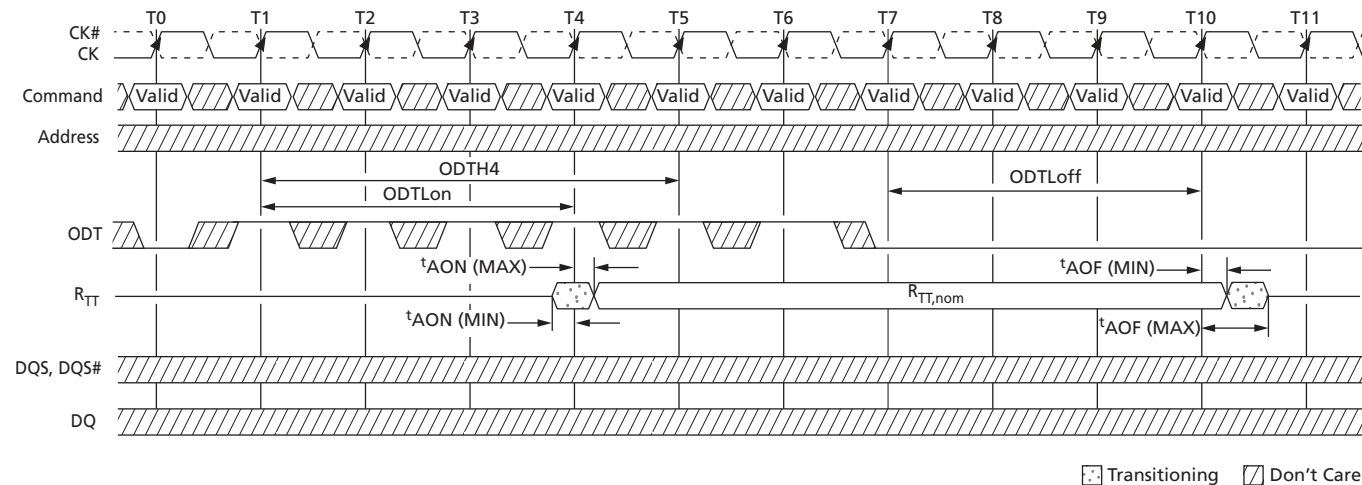 T0 T1 T2 T3 T4 T5 T6 T7 T8 T9 T10 T11
CK#
CK
Command Valid Valid Valid Valid Valid Valid Valid Valid Valid Valid Valid Valid
Address
ODTH4
ODTLoff
ODTLon
ODT
tAON (MAX)
tAOF (MIN)
RTT
RTT,nom
tAON (MIN)
tAOF (MAX)
DQS, DQS#
DQ
Transitioning Don't Care